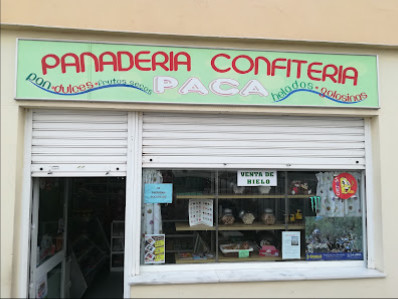 PANADERIA CONFITERIA
pan·dulces·frutos secos PACA helados·golosinas
VENTA DE
HIELO